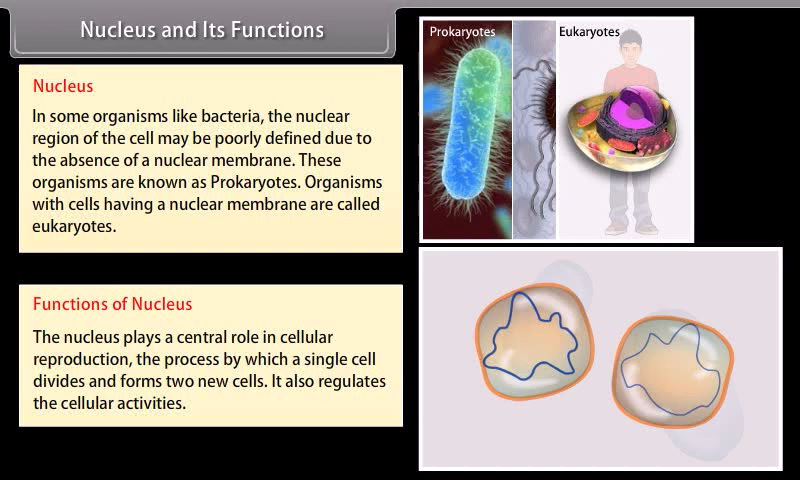 Nucleus and Its Functions
Nucleus
In some organisms like bacteria, the nuclear
region of the cell may be poorly defined due to
the absence of a nuclear membrane. These
organisms are known as Prokaryotes. Organisms
with cells having a nuclear membrane are called
eukaryotes.
Prokaryotes
Eukaryotes
Functions of Nucleus
The nucleus plays a central role in cellular
reproduction, the process by which a single cell
divides and forms two new cells. It also regulates
the cellular activities.